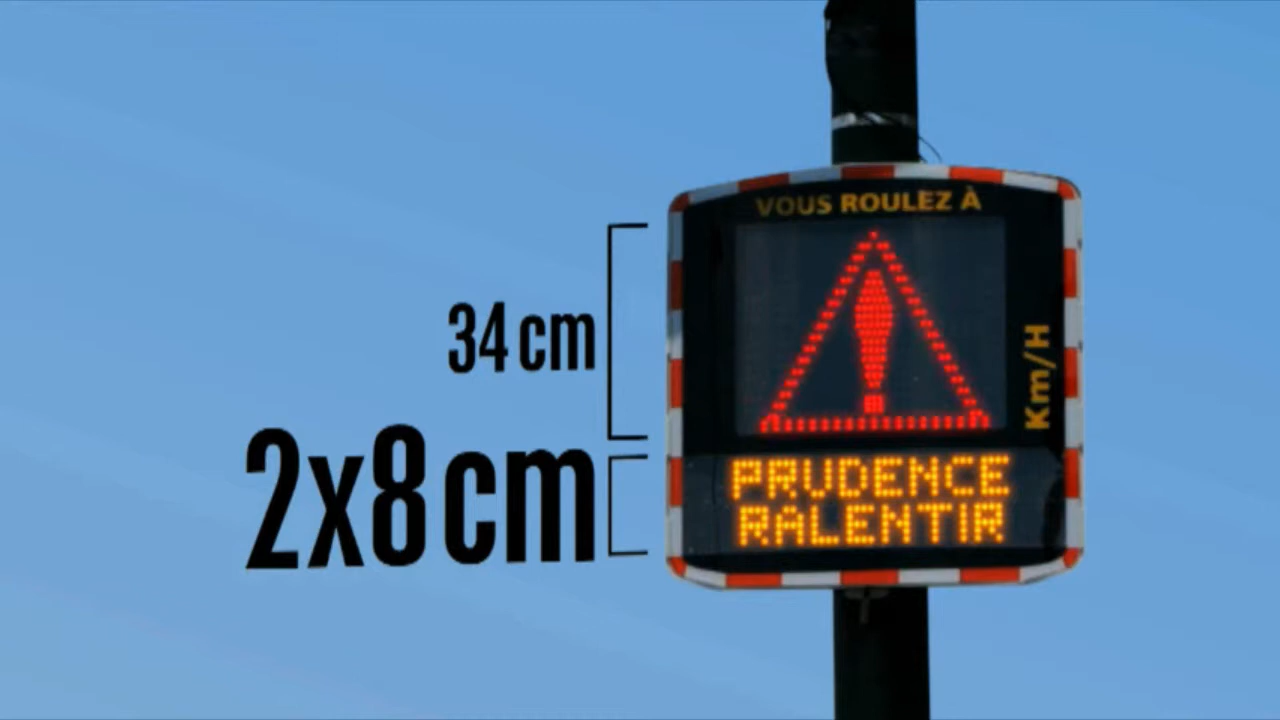 VOUS ROULEZ À
34 cm
Km/H
2x8 cm
PRUDENCE
RALENTIR